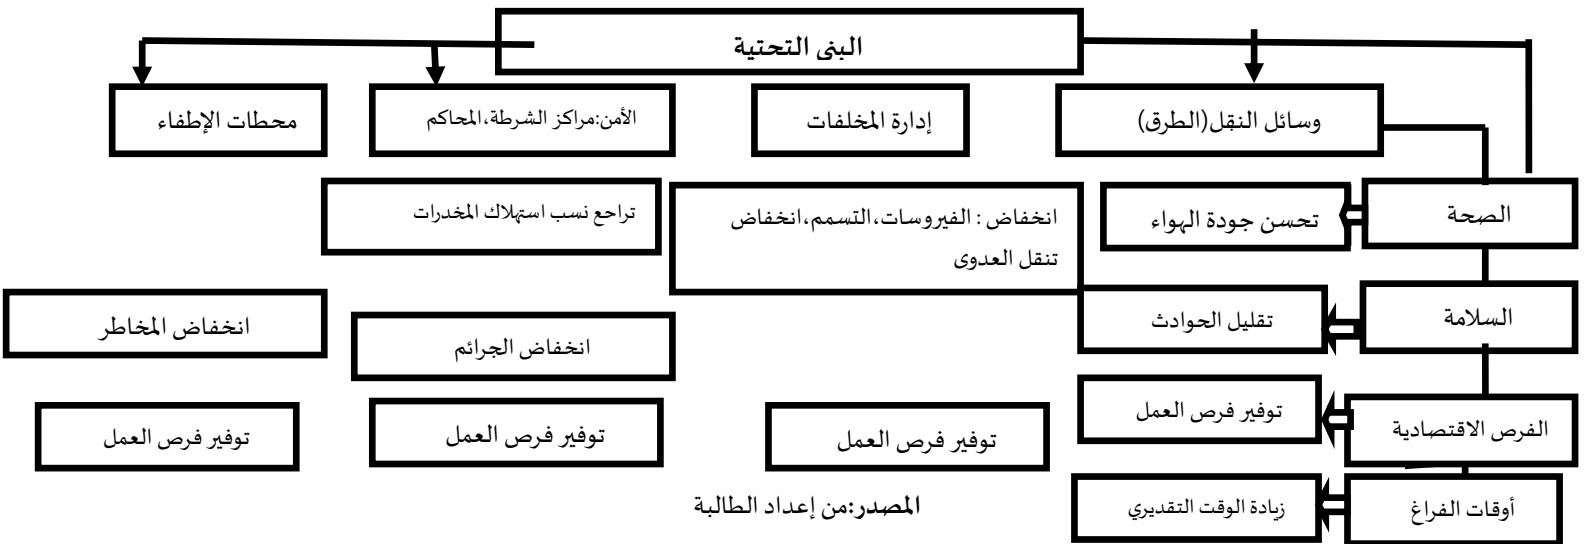 البنى التحتية
وسائل النقل(الطرق)
إدارة المخلفات
الأمن:مراكز الشرطة،المحاكم
محطات الإطفاء
الصحة
تحسن جودة الهواء
انخفاض : الفيروسات،التسمم،انخفاض
تنقل العدوى
تراجع نسب استهلاك المخدرات
السلامة
تقليل الحوادث
انخفاض الجرائم
انخفاض المخاطر
الفرص الاقتصادية
توفير فرص العمل
توفير فرص العمل
توفير فرص العمل
توفير فرص العمل
أوقات الفراغ
زيادة الوقت التقديري
المصدر:من إعداد الطالبة